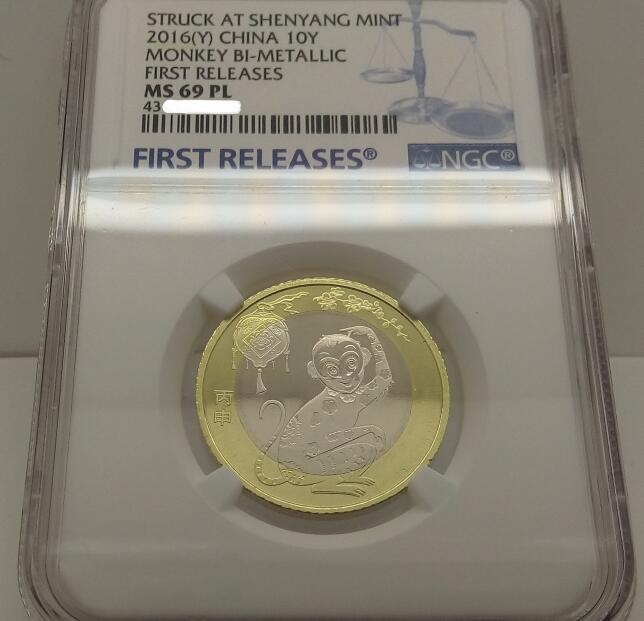 STRUCK AT SHENYANG MINT
2016(Y) CHINA 10Y
MONKEY BI-METALLIC
FIRST RELEASES
MS 69 PL
43
FIRST RELEASES®
NGC®
丙申